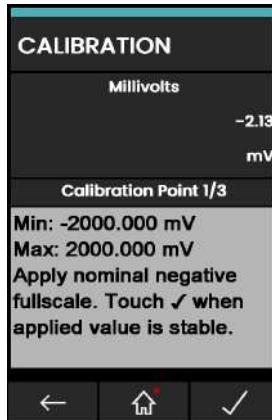 CALIBRATION
Millivolts
-2.13
mV
Calibration Point 1/3
Min: -2000.000 mV
Max: 2000.000 mV
Apply nominal negative
fullscale. Touch ✓ when
applied value is stable.